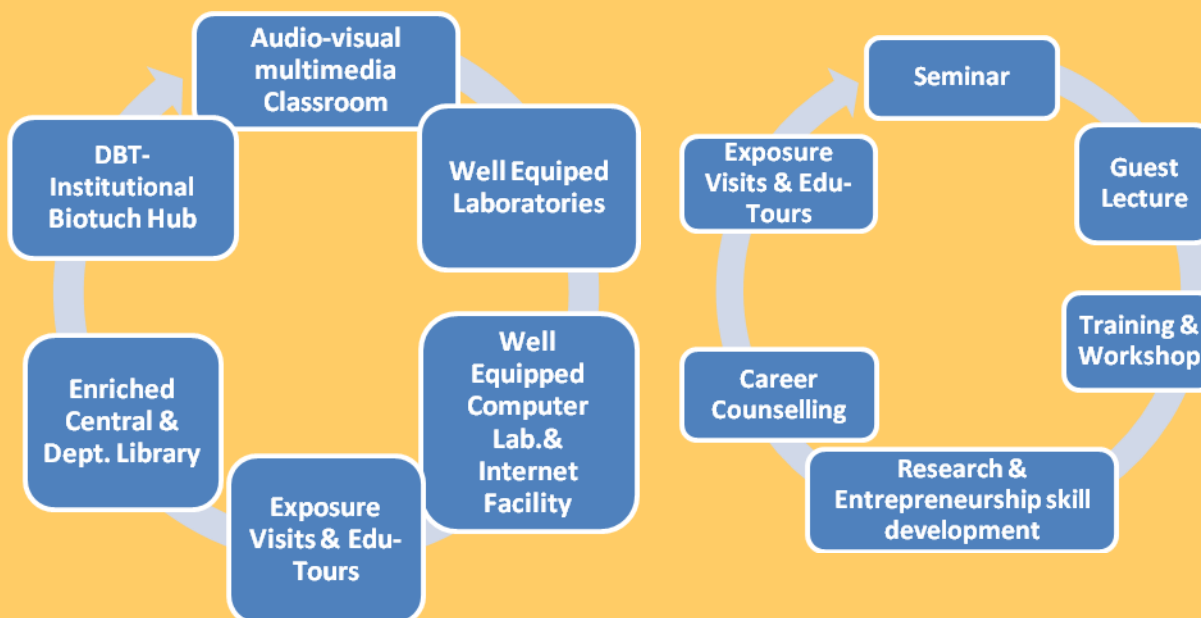 Audio-visual
multimedia
Classroom
Well Equiped
Laboratories
Well
Equipped
Computer
Lab.&
Internet
Facility
Exposure
Visits & Edu-
Tours
Enriched
Central &
Dept. Library
DBT-
Institutional
Biotuch Hub
Seminar
Guest
Lecture
Training &
Workshop
Research &
Entrepreneurship skill
development
Career
Counselling
Exposure
Visits & Edu-
Tours